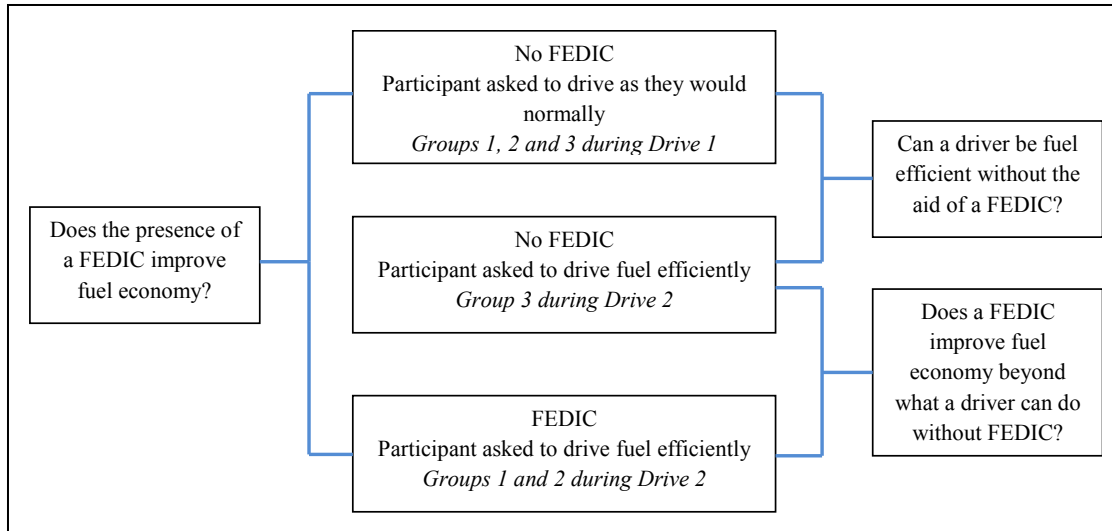 Does the presence of
a FEDIC improve
fuel economy?
No FEDIC
Participant asked to drive as they would
normally
Groups 1, 2 and 3 during Drive 1
No FEDIC
Participant asked to drive fuel efficiently
Group 3 during Drive 2
FEDIC
Participant asked to drive fuel efficiently
Groups 1 and 2 during Drive 2
Can a driver be fuel
efficient without the
aid of a FEDIC?
Does a FEDIC
improve fuel
economy beyond
what a driver can do
without FEDIC?